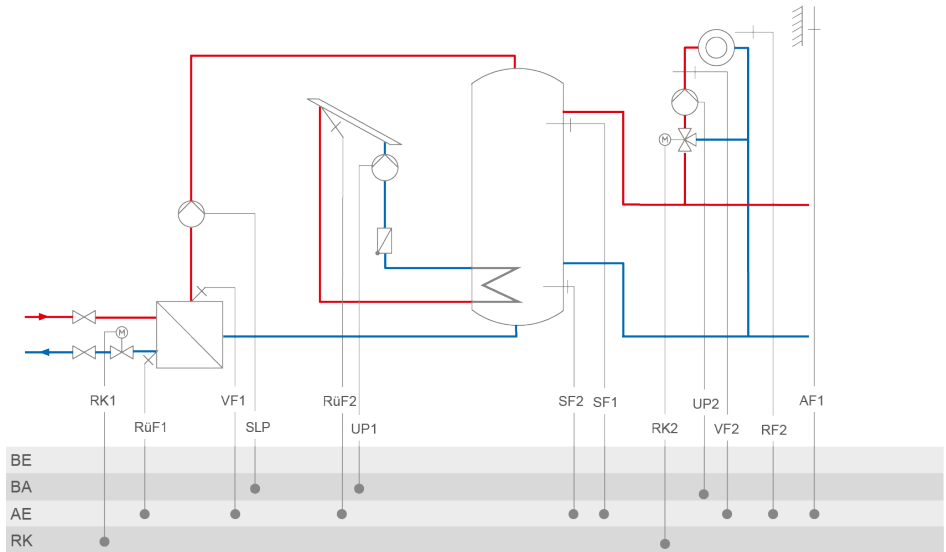 M
M
RK1
RüF1
VF1
SLP
RüF2
UP1
SF2
SF1
RK2
UP2
VF2
RF2
AF1
BE
BA
AE
RK